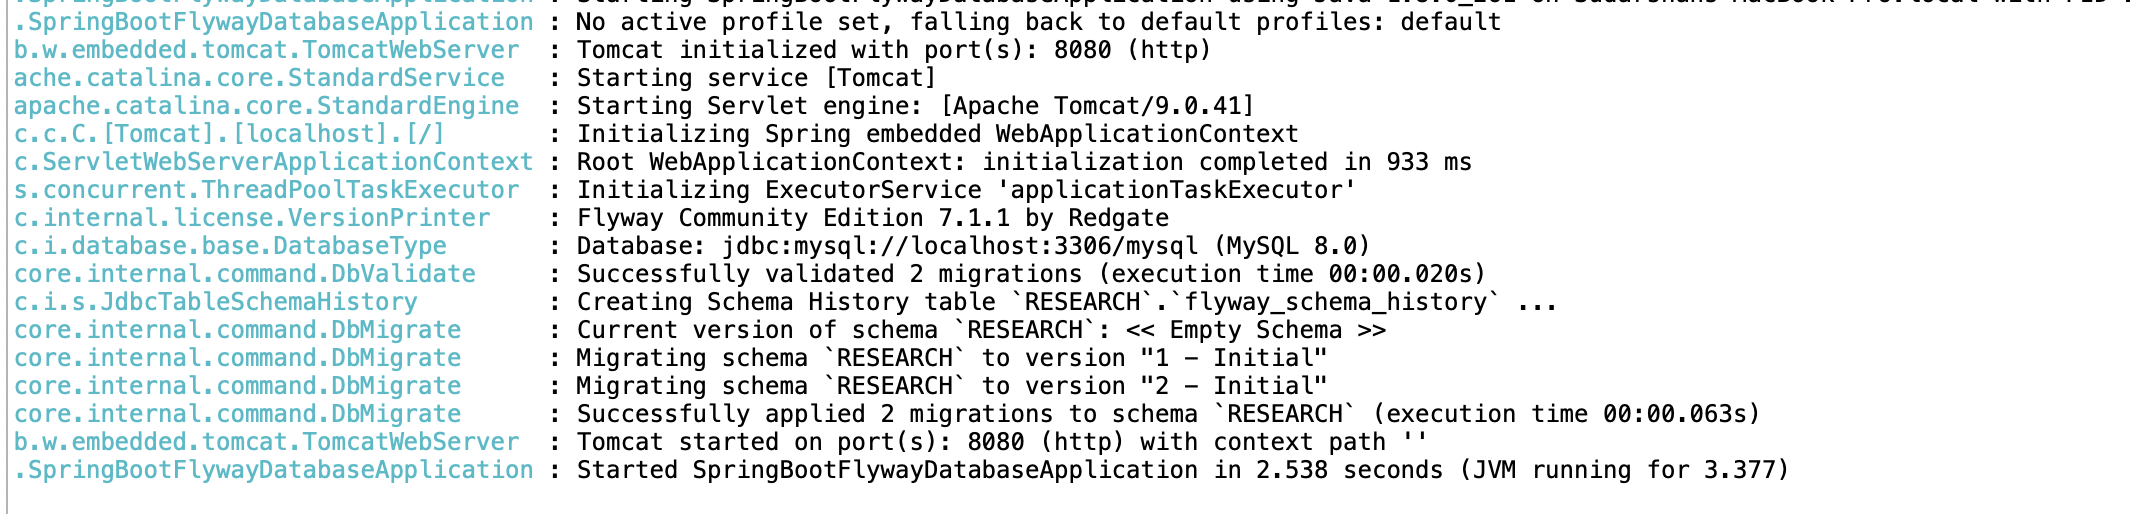 .SpringBootFlywayDatabaseApplication : No active profile set, falling back to default profiles: default
b.w.embedded.tomcat.TomcatWebServer : Tomcat initialized with port(s): 8080 (http)
ache.catalina.core.StandardService : Starting service [Tomcat]
apache.catalina.core.StandardEngine : Starting Servlet engine: [Apache Tomcat/9.0.41]
c.c.C.[Tomcat].[localhost].[/] : Initializing Spring embedded WebApplicationContext
c.ServletWebServerApplicationContext : Root WebApplicationContext: initialization completed in 933 ms
s.concurrent.ThreadPoolTaskExecutor : Initializing ExecutorService 'applicationTaskExecutor'
c.internal.license.VersionPrinter : Flyway Community Edition 7.1.1 by Redgate
c.i.database.base.DatabaseType : Database: jdbc:mysql://localhost:3306/mysql (MySQL 8.0)
core.internal.command.DbValidate : Successfully validated 2 migrations (execution time 00:00.020s)
c.i.s.JdbcTableSchemaHistory : Creating Schema History table `RESEARCH`.`flyway_schema_history` ...
core.internal.command.DbMigrate : Current version of schema `RESEARCH`: << Empty Schema >>
core.internal.command.DbMigrate : Migrating schema `RESEARCH` to version "1 - Initial"
core.internal.command.DbMigrate : Migrating schema `RESEARCH` to version "2 - Initial"
core.internal.command.DbMigrate : Successfully applied 2 migrations to schema `RESEARCH` (execution time 00:00.063s)
b.w.embedded.tomcat.TomcatWebServer : Tomcat started on port(s): 8080 (http) with context path ''
.SpringBootFlywayDatabaseApplication : Started SpringBootFlywayDatabaseApplication in 2.538 seconds (JVM running for 3.377)